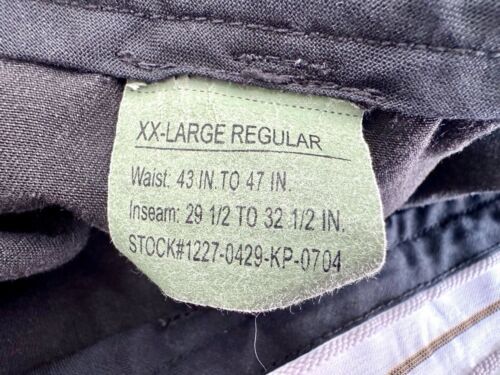 XX-LARGE REGULAR
Waist: 43 IN. TO 47 IN.
Inseam: 29 1/2 TO 32 1/2 IN.
STOCK#1227-0429-KP-0704